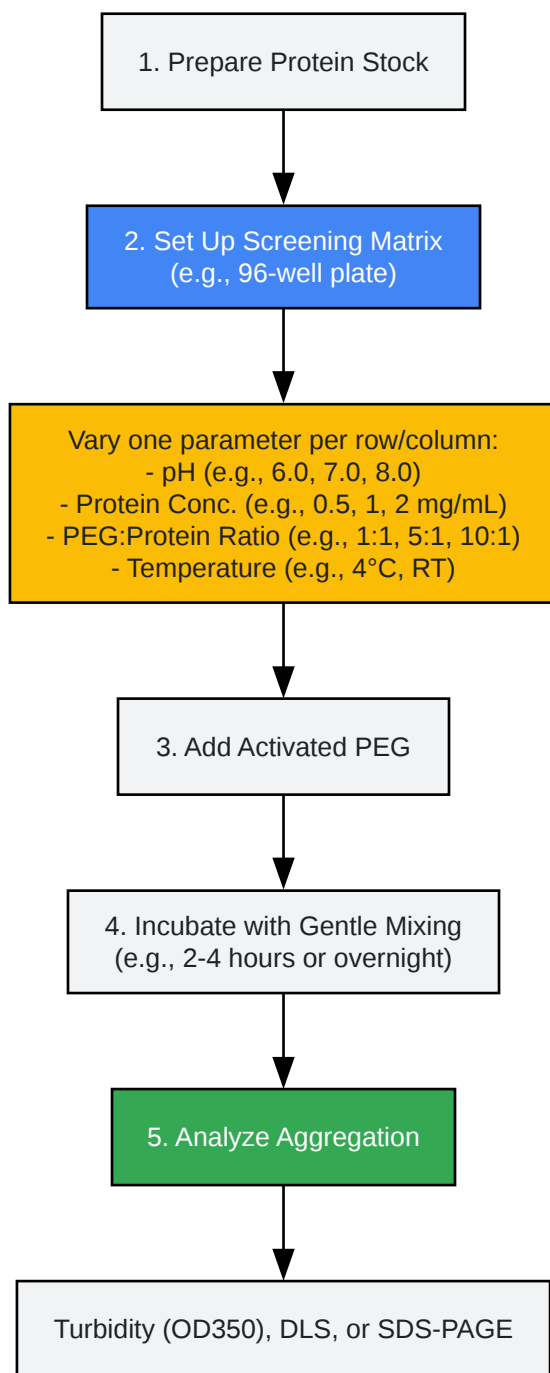 1. Prepare Protein Stock
2. Set Up Screening Matrix
(e.g., 96-well plate)
Vary one parameter per row/column:
- pH (e.g., 6.0, 7.0, 8.0)
- Protein Conc. (e.g., 0.5, 1, 2 mg/mL)
- PEG:Protein Ratio (e.g., 1:1, 5:1, 10:1)
- Temperature (e.g., 4°C, RT)
3. Add Activated PEG
4. Incubate with Gentle Mixing
(e.g., 2-4 hours or overnight)
5. Analyze Aggregation
Turbidity (OD350), DLS, or SDS-PAGE